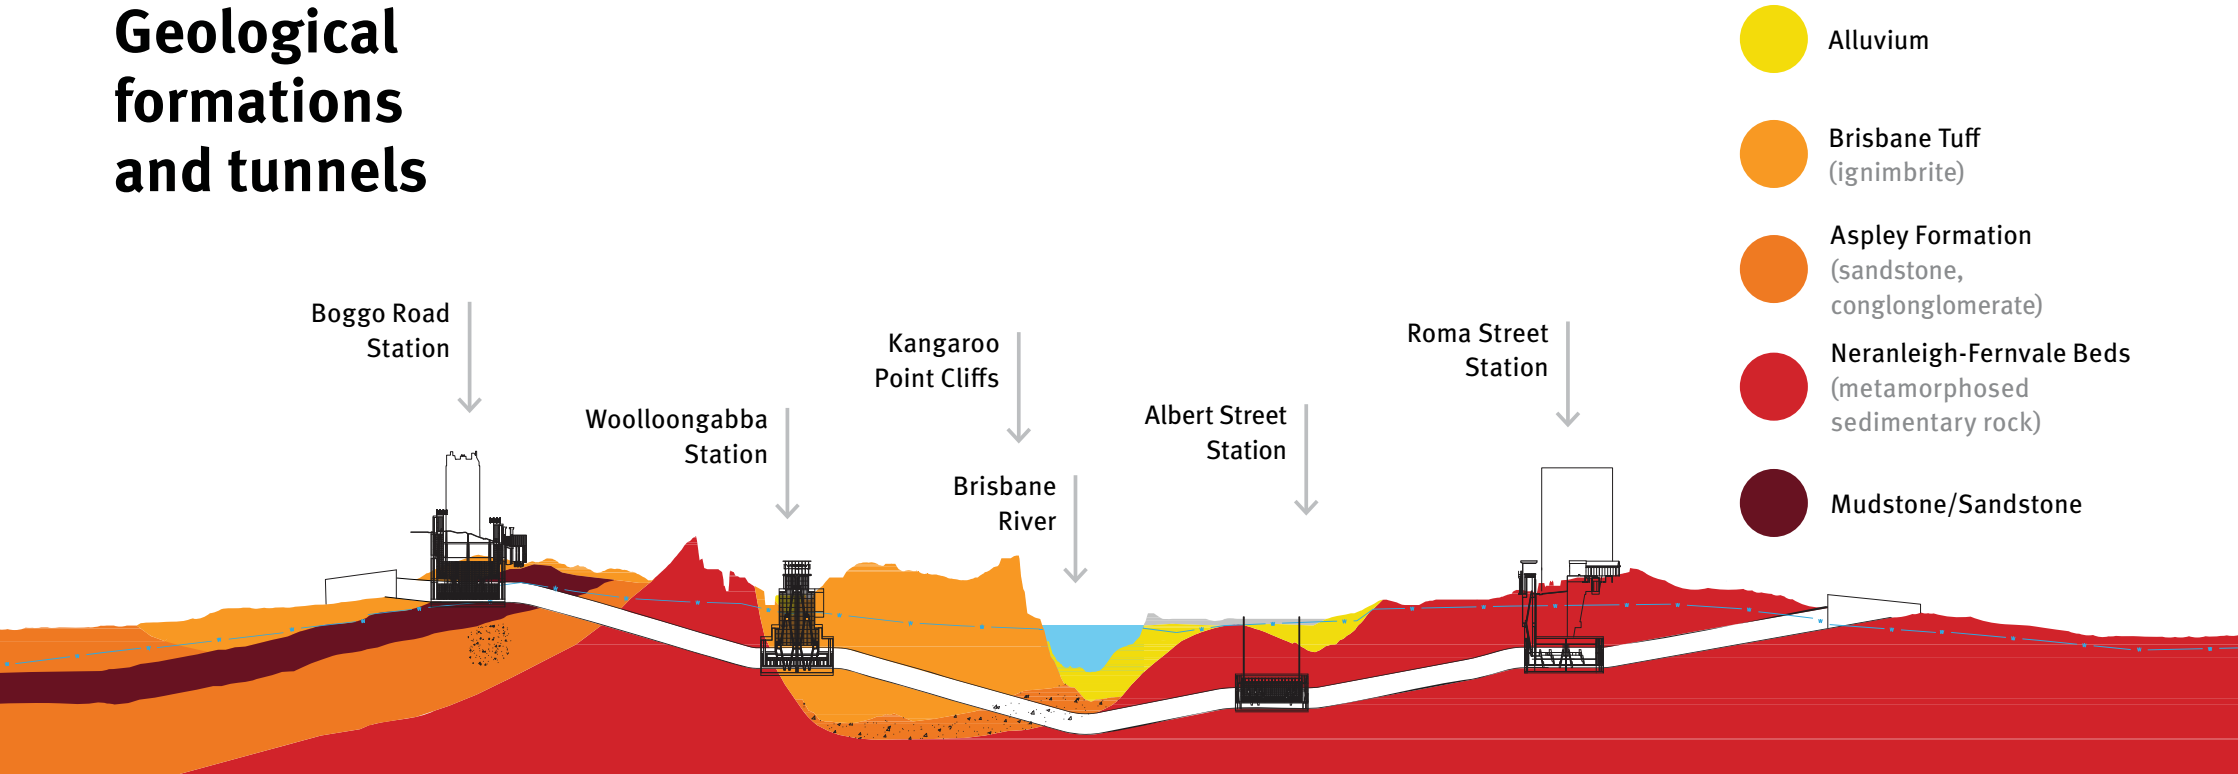 Geological
formations
and tunnels
Boggo Road
Station
Woolloongabba
Station
Kangaroo
Point Cliffs
Brisbane
River
Albert Street
Station
Roma Street
Station
Alluvium
Brisbane Tuff
(ignimbrite)
Aspley Formation
(sandstone,
conglonglomerate)
Neranleigh-Fernvale Beds
(metamorphosed
sedimentary rock)
Mudstone/Sandstone